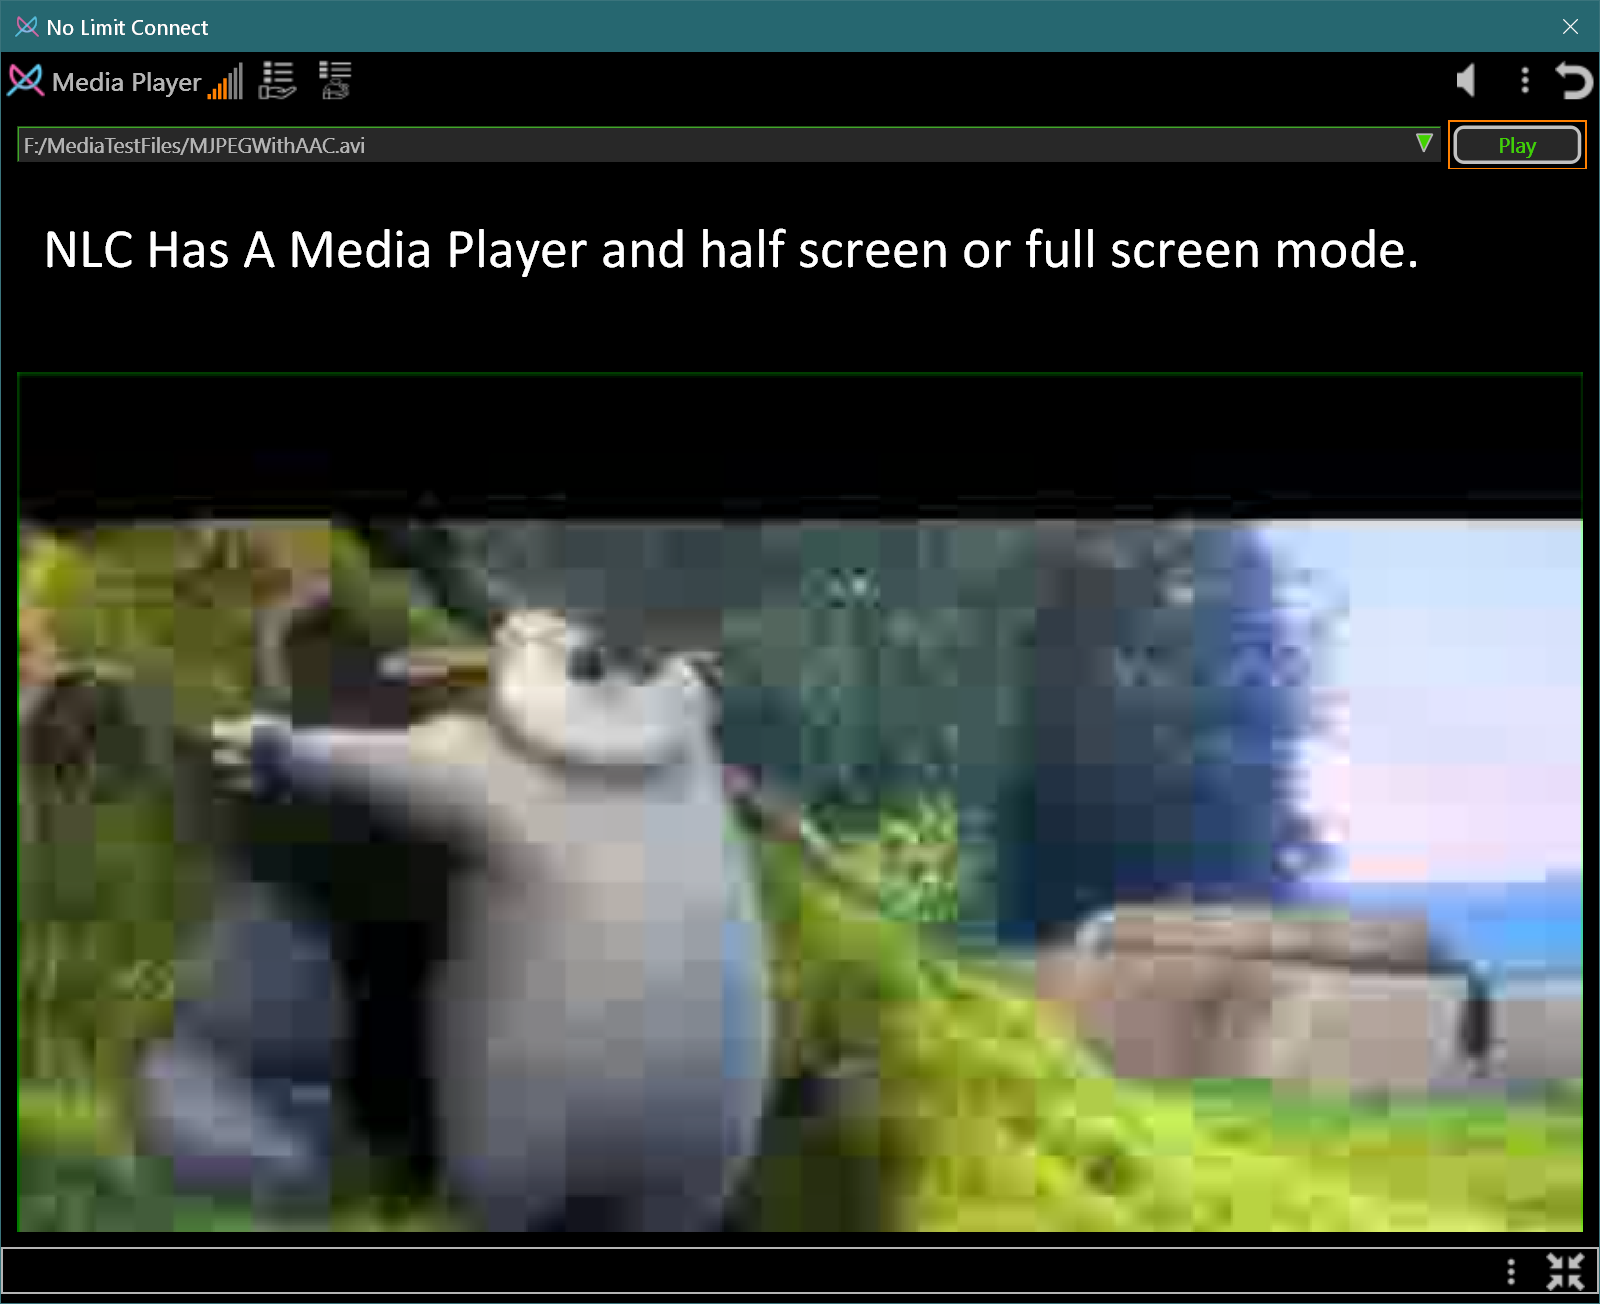 No Limit Connect
Media Player
F:/MediaTestFiles/MJPEGWithAAC.avi
Play
NLC Has A Media Player and half screen or full screen mode.